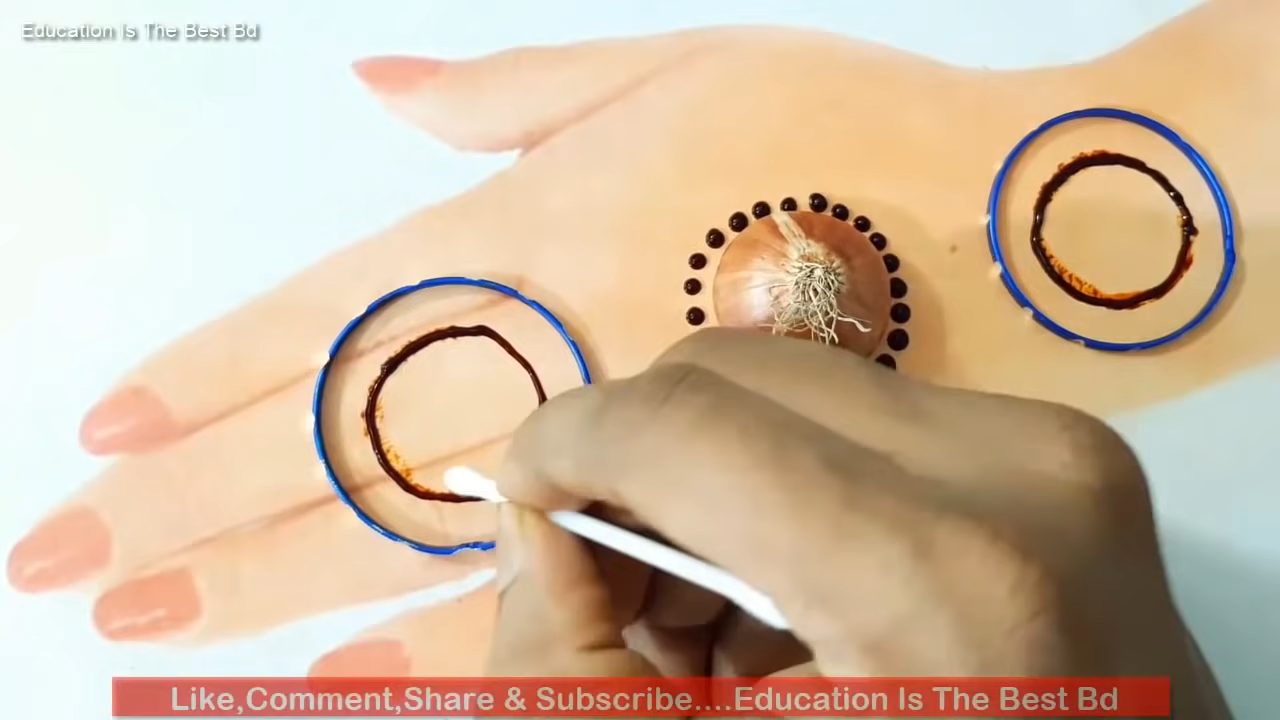 Education Is The Best Bd
Like,Comment,Share & Subscribe....Education Is The Best Bd